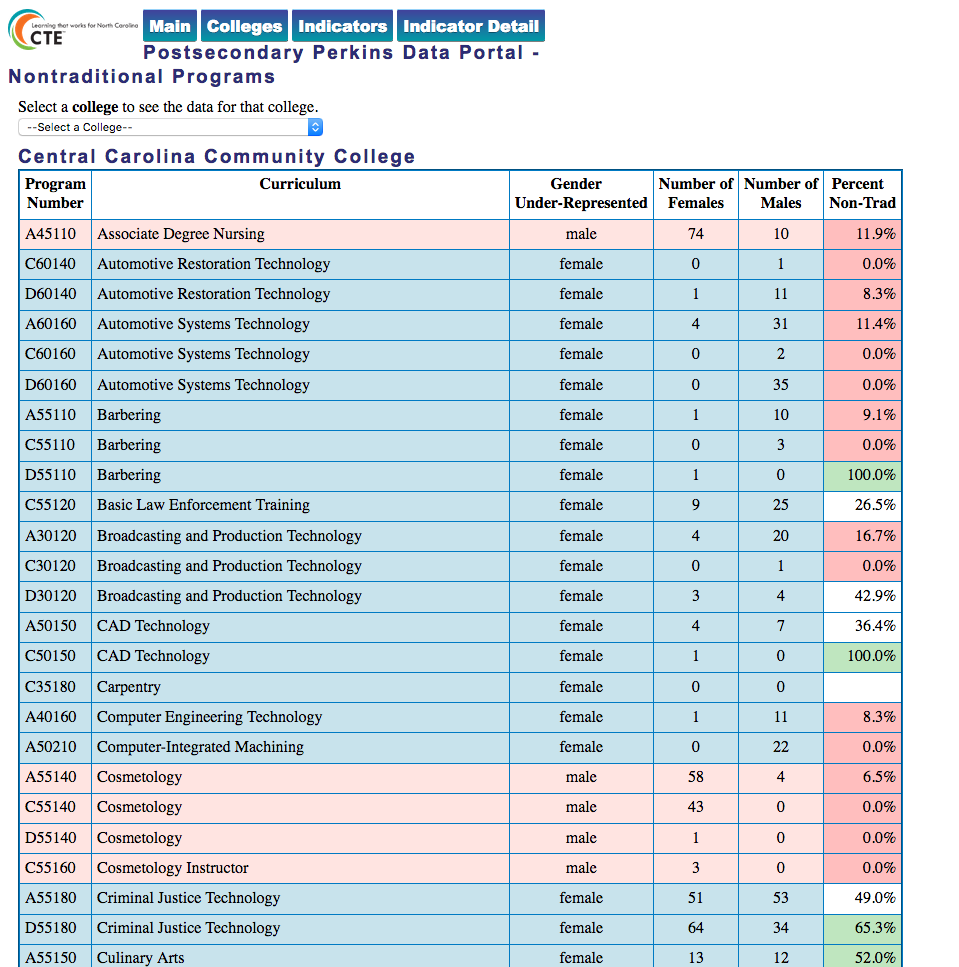 Learning that works for North Carolina
CTE
Main Colleges Indicators Indicator Detail
Postsecondary Perkins Data Portal -
Nontraditional Programs
Select a college to see the data for that college.
--Select a College--
Central Carolina Community College
Program Number Curriculum Gender Under-Represented Number of Females Number of Males Percent Non-Trad
A45110 Associate Degree Nursing male 74 10 11.9%
C60140 Automotive Restoration Technology female 0 1 0.0%
D60140 Automotive Restoration Technology female 1 11 8.3%
A60160 Automotive Systems Technology female 4 31 11.4%
C60160 Automotive Systems Technology female 0 2 0.0%
D60160 Automotive Systems Technology female 0 35 0.0%
A55110 Barbering female 1 10 9.1%
C55110 Barbering female 0 3 0.0%
D55110 Barbering female 1 0 100.0%
C55120 Basic Law Enforcement Training female 9 25 26.5%
A30120 Broadcasting and Production Technology female 4 20 16.7%
C30120 Broadcasting and Production Technology female 0 1 0.0%
D30120 Broadcasting and Production Technology female 3 4 42.9%
A50150 CAD Technology female 4 7 36.4%
C50150 CAD Technology female 1 0 100.0%
C35180 Carpentry female 0 0
A40160 Computer Engineering Technology female 1 11 8.3%
A50210 Computer-Integrated Machining female 0 22 0.0%
A55140 Cosmetology male 58 4 6.5%
C55140 Cosmetology male 43 0 0.0%
D55140 Cosmetology male 1 0 0.0%
C55160 Cosmetology Instructor male 3 0 0.0%
A55180 Criminal Justice Technology female 51 53 49.0%
D55180 Criminal Justice Technology female 64 34 65.3%
A55150 Culinary Arts female 13 12 52.0%